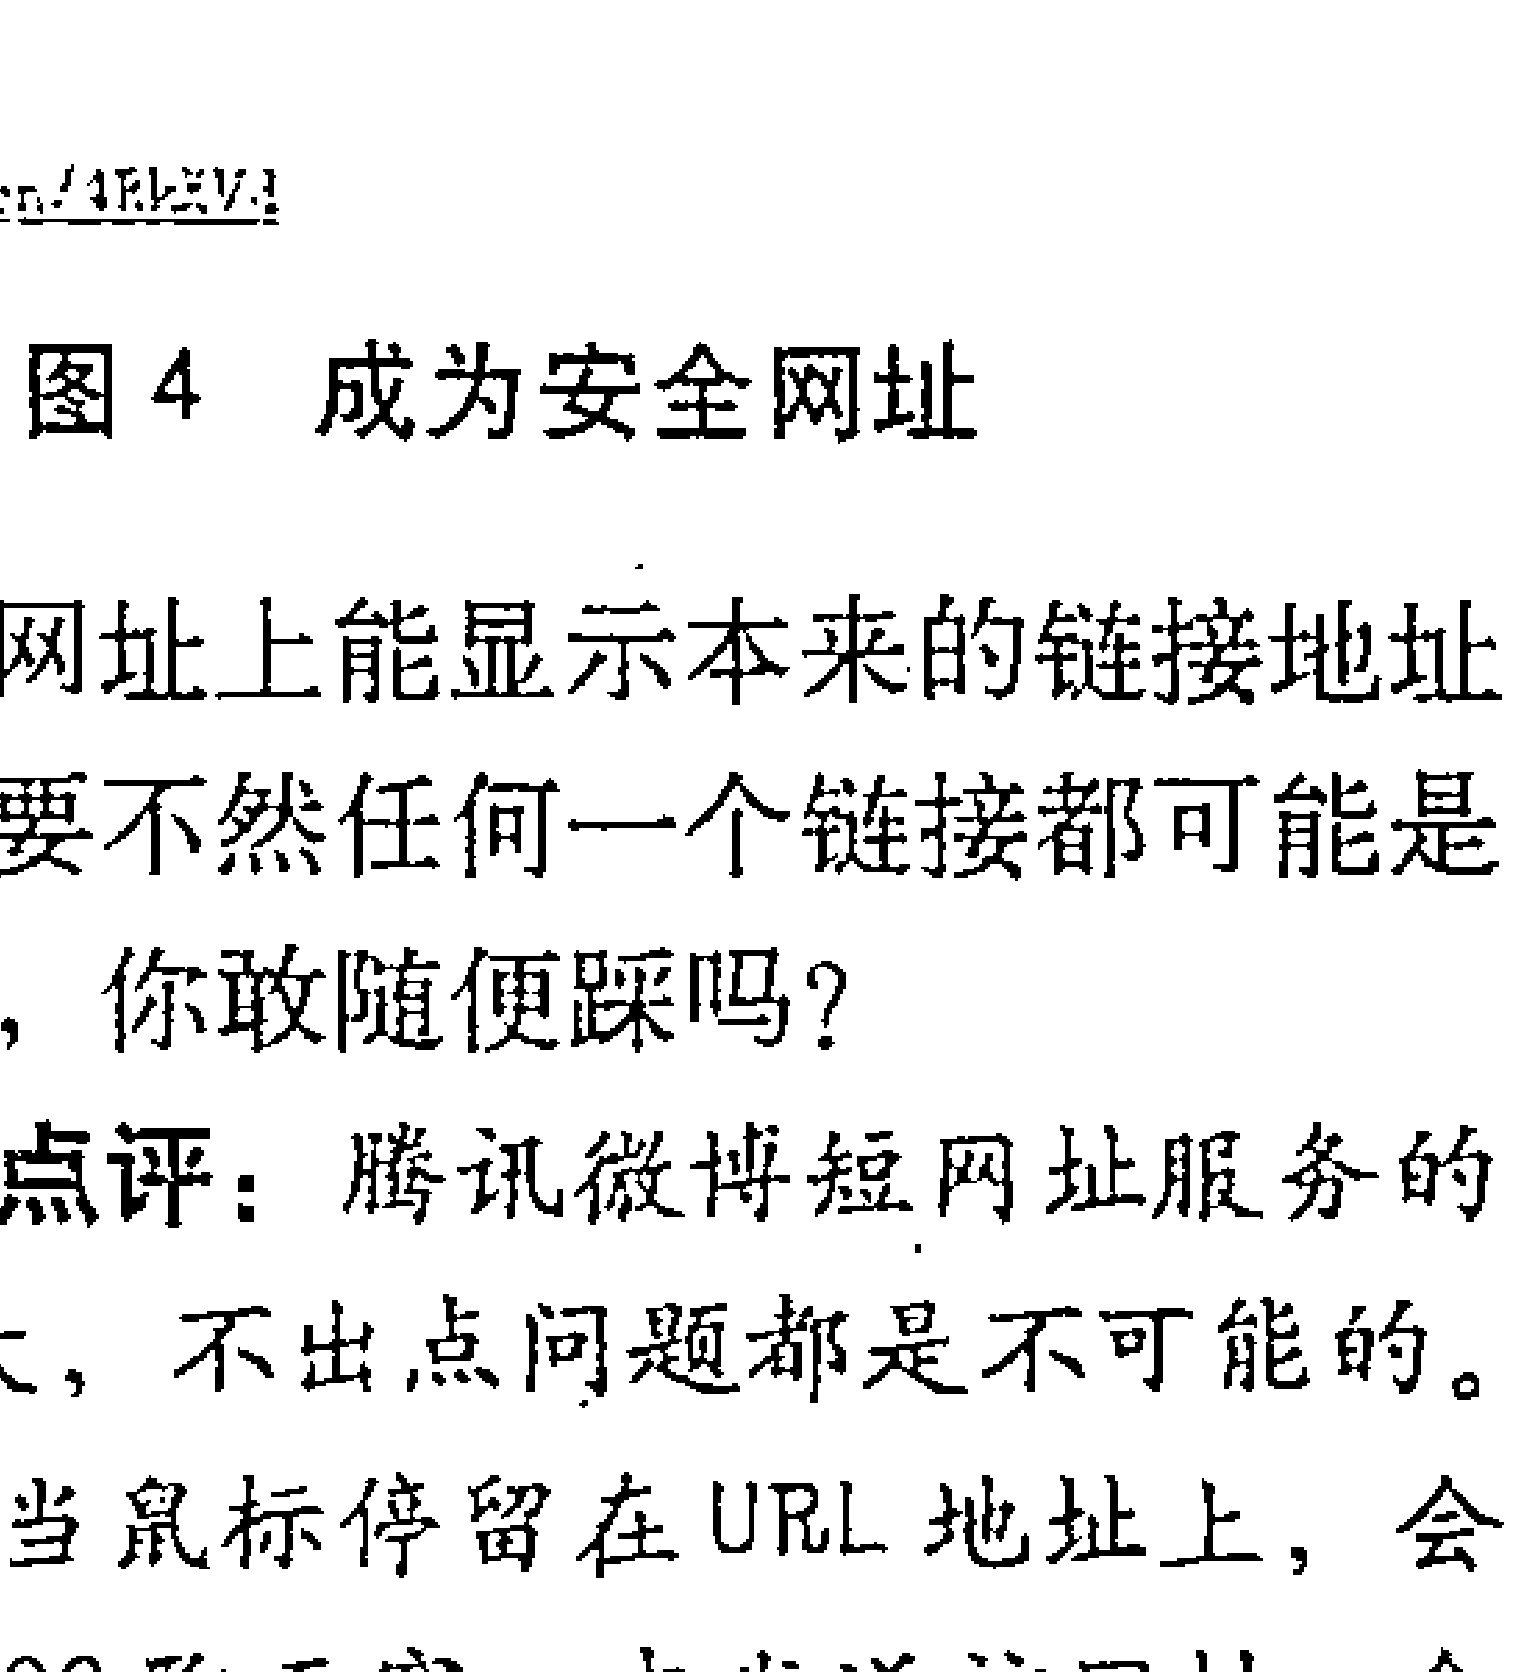 图4 成为安全网址
网址上能显示本来的链接地址
要不然任何一个链接都可能是
，你敢随便踩吗？
点评：腾讯微博短网址服务的
，不出点问题都是不可能的。
当鼠标停留在URL地址上，会